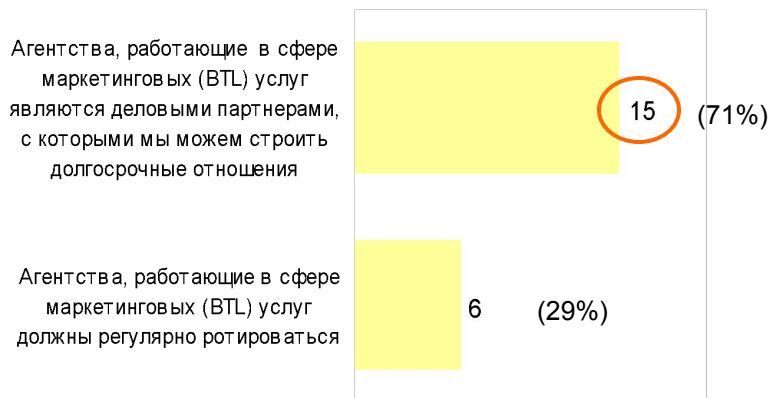 Агентства, работающие в сфере
маркетинговых (BTL) услуг
являются деловыми партнерами,
с которыми мы можем строить
долгосрочные отношения
15 (71%)
Агентства, работающие в сфере
маркетинговых (BTL) услуг
должны регулярно ротироваться
6 (29%)